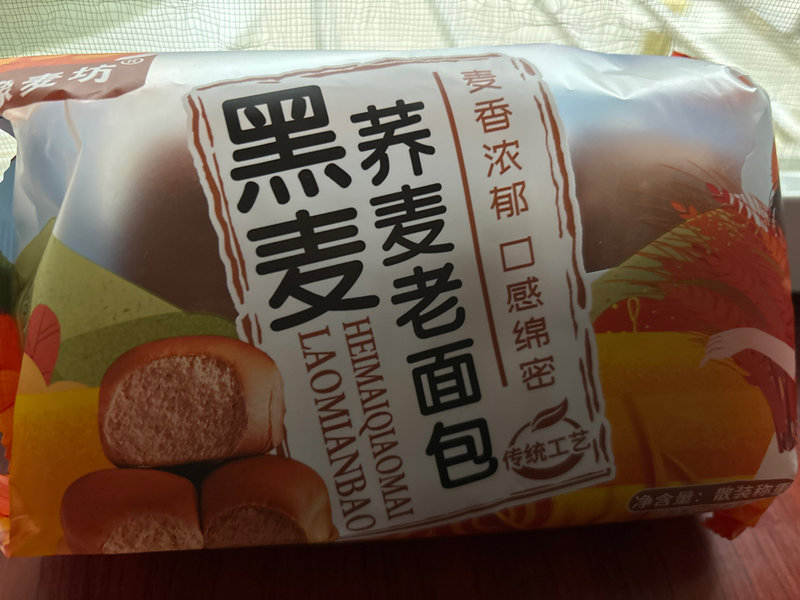 麦坊®
黑麦
荞麦老面包
HEIMAIQIAOMAI
LAOMIANBAO
麦香浓郁 口感绵密
传统工艺
净含量：散装称重